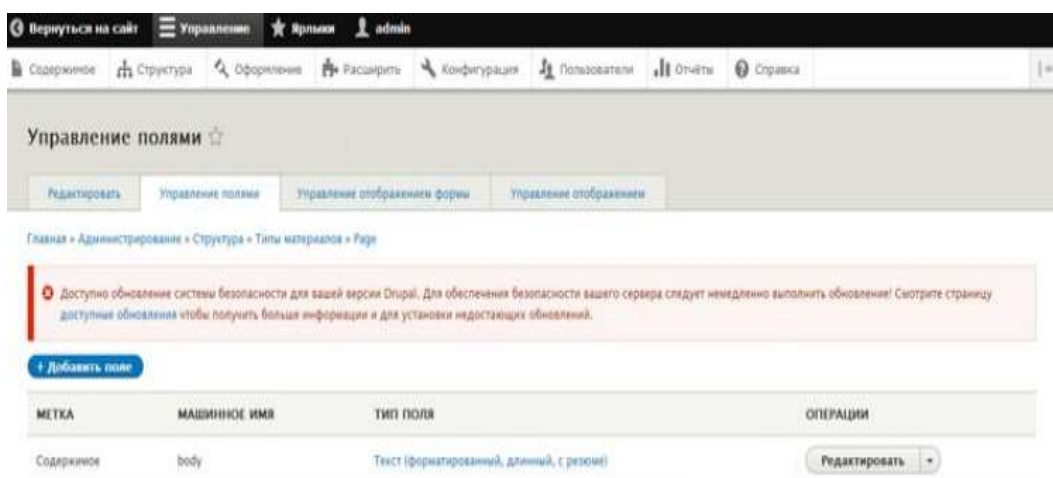 Вернуться на сайт Управление Ярлыки admin
Содержимое Структура Оформление Расширить Конфигурация Пользователи Отчёты Справка
Управление полями
Редактировать Управление полями Управление отображением формы Управление отображением
Главная » Администрирование » Структура » Типы материалов » Page
Доступно обновление системы безопасности для вашей версии Drupal. Для обеспечения безопасности вашего сервера следует немедленно выполнить обновление! Смотрите страницу
доступные обновления чтобы получить больше информации и для установки недостающих обновлений.
+ Добавить поле
МЕТКА МАШИННОЕ ИМЯ ТИП ПОЛЯ ОПЕРАЦИИ
Содержимое body Текст (форматированный, длинный, с резюме) Редактировать